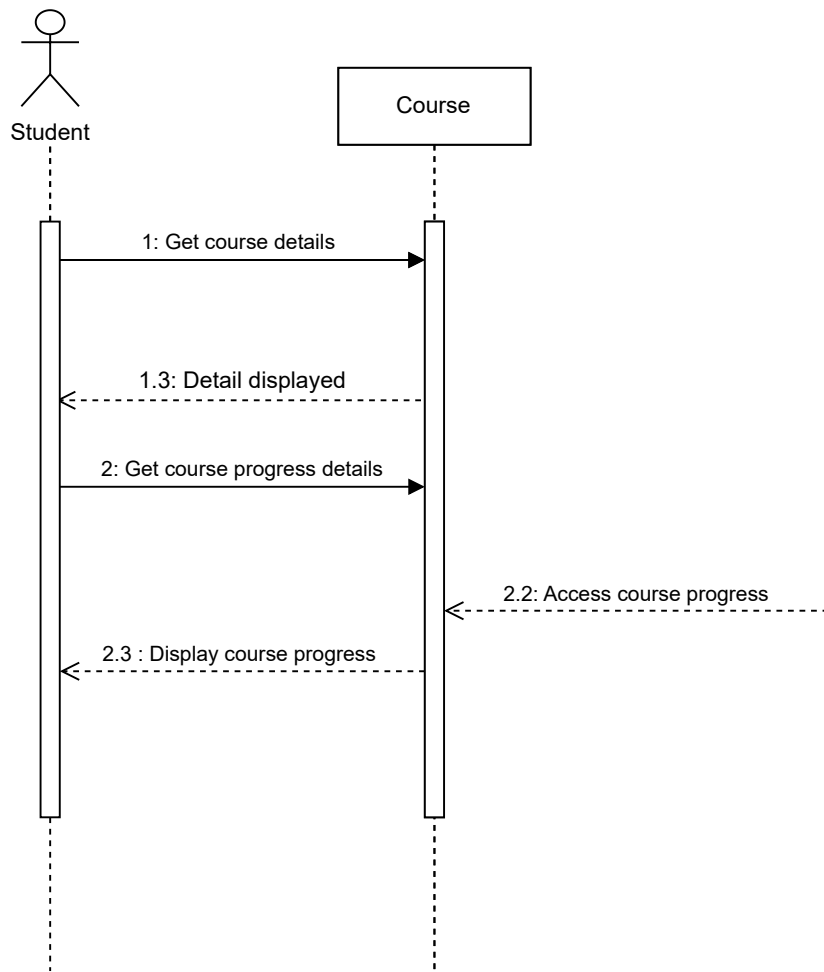 Student
Course
1: Get course details
1.3: Detail displayed
2: Get course progress details
2.2: Access course progress
2.3 : Display course progress